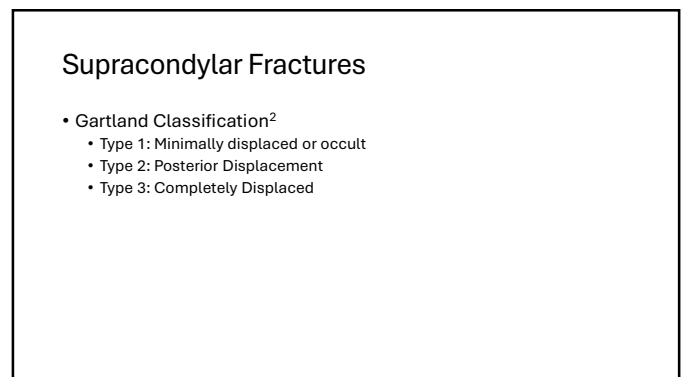 Supracondylar Fractures
• Gartland Classification²
• Type 1: Minimally displaced or occult
• Type 2: Posterior Displacement
• Type 3: Completely Displaced